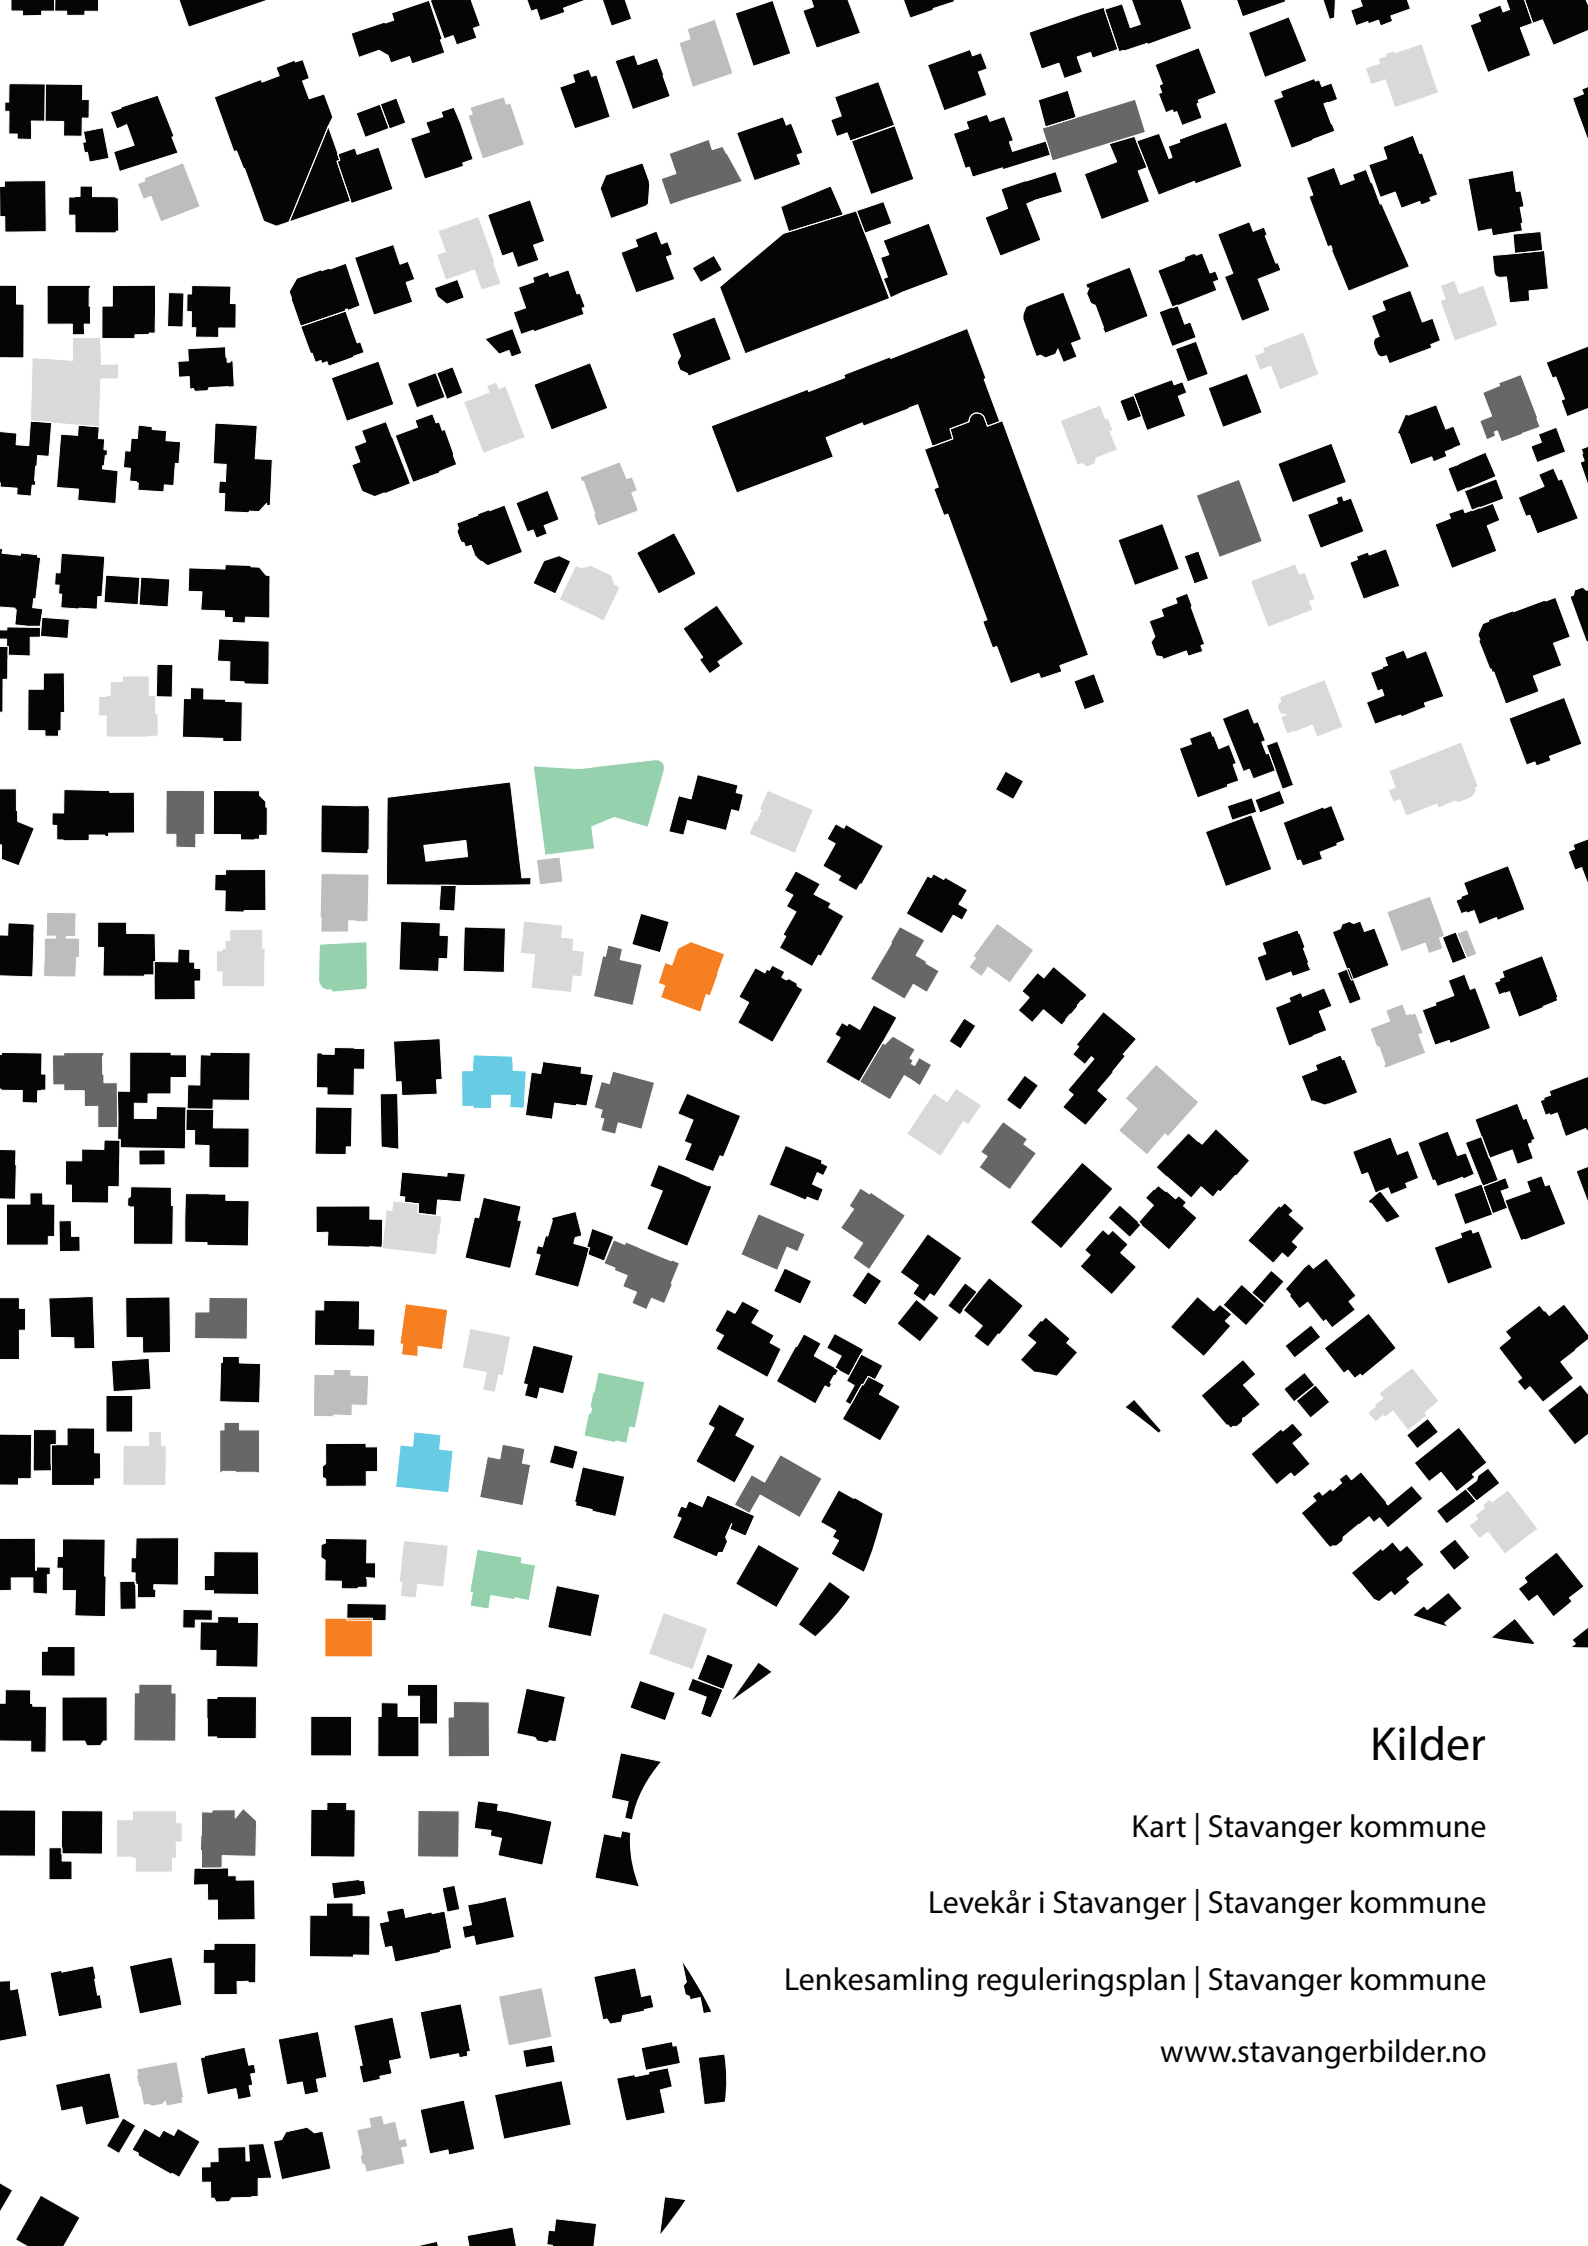 Kilder
Kart | Stavanger kommune
Levekår i Stavanger | Stavanger kommune
Lenkesamling reguleringsplan | Stavanger kommune
www.stavangerbilder.no